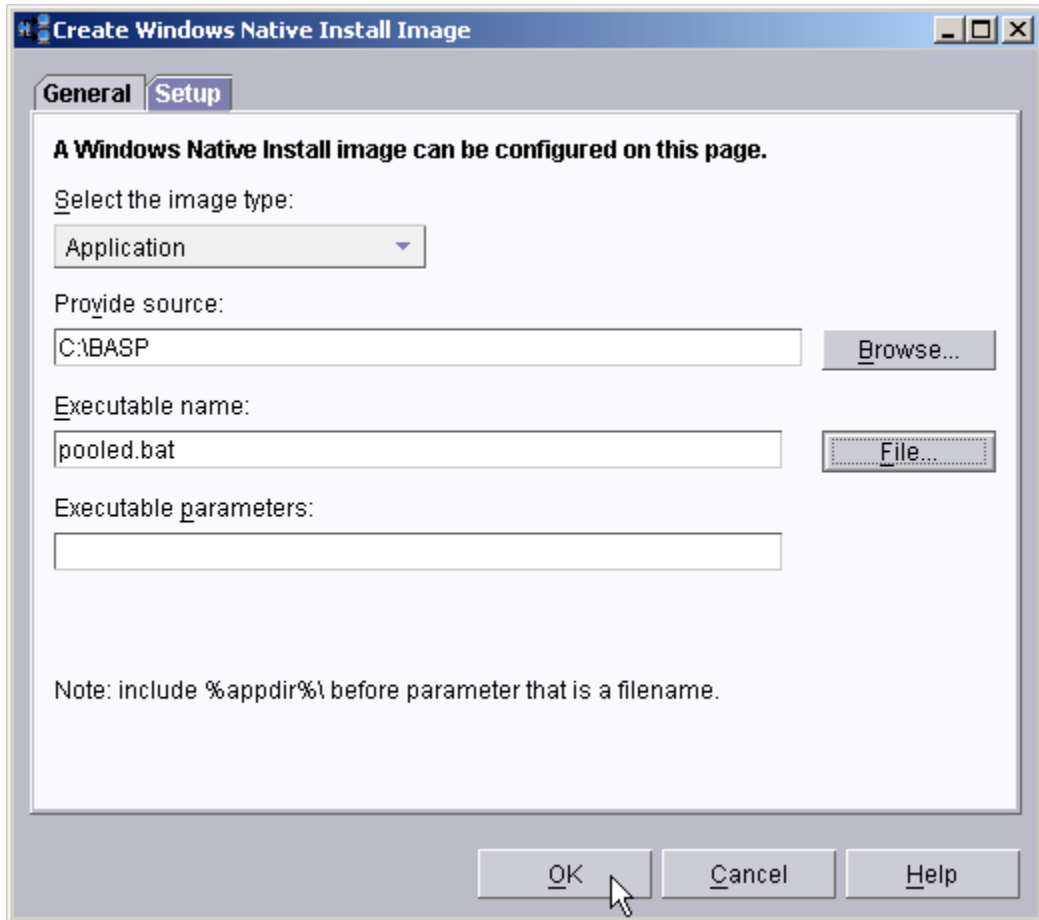 Create Windows Native Install Image
General Setup
A Windows Native Install image can be configured on this page.
Select the image type:
Application
Provide source:
C:\BASP
Browse...
Executable name:
pooled.bat
File...
Executable parameters:
Note: include %appdir%\ before parameter that is a filename.
OK Cancel Help